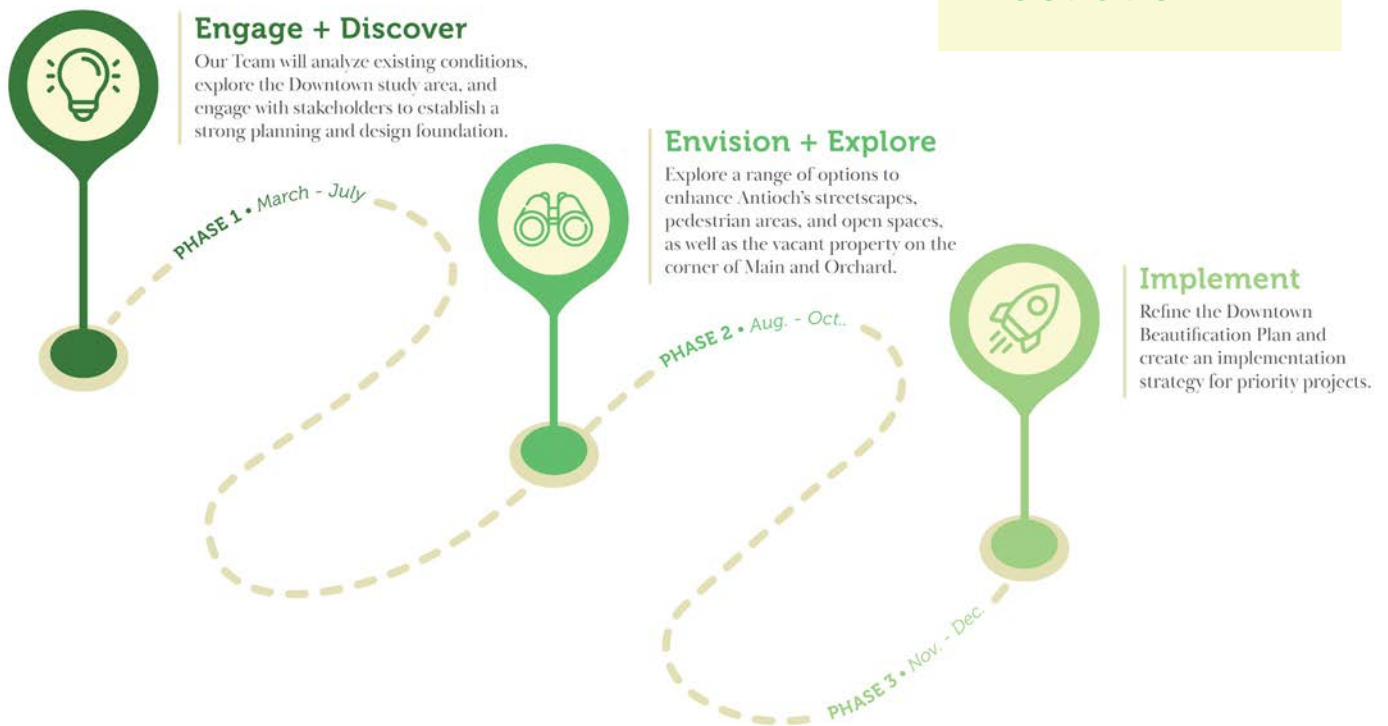 Engage + Discover
Our Team will analyze existing conditions,
explore the Downtown study area, and
engage with stakeholders to establish a
strong planning and design foundation.
PHASE 1 • March - July
Envision + Explore
Explore a range of options to
enhance Antioch's streetscapes,
pedestrian areas, and open spaces,
as well as the vacant property on the
corner of Main and Orchard.
PHASE 2 • Aug. - Oct..
Implement
Refine the Downtown
Beautification Plan and
create an implementation
strategy for priority projects.
PHASE 3 • Nov. - Dec.